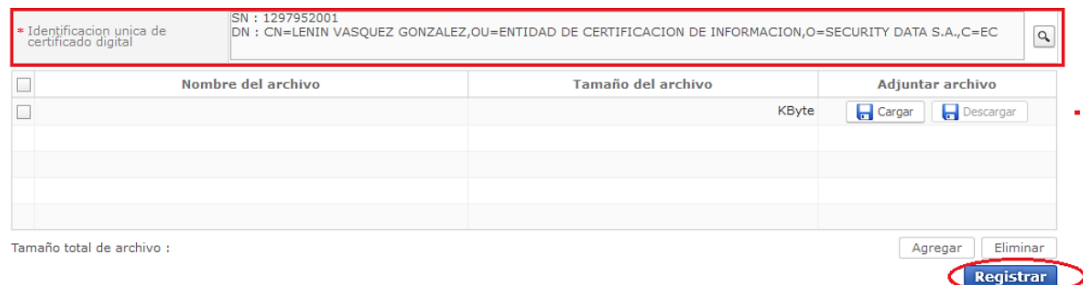 SN : 1297952001
* Identificacion unica de certificado digital
DN : CN=LENIN VASQUEZ GONZALEZ,OU=ENTIDAD DE CERTIFICACION DE INFORMACION,O=SECURITY DATA S.A.,C=EC
Nombre del archivo Tamaño del archivo Adjuntar archivo
KByte Cargar Descargar
Tamaño total de archivo : Agregar Eliminar
Registrar